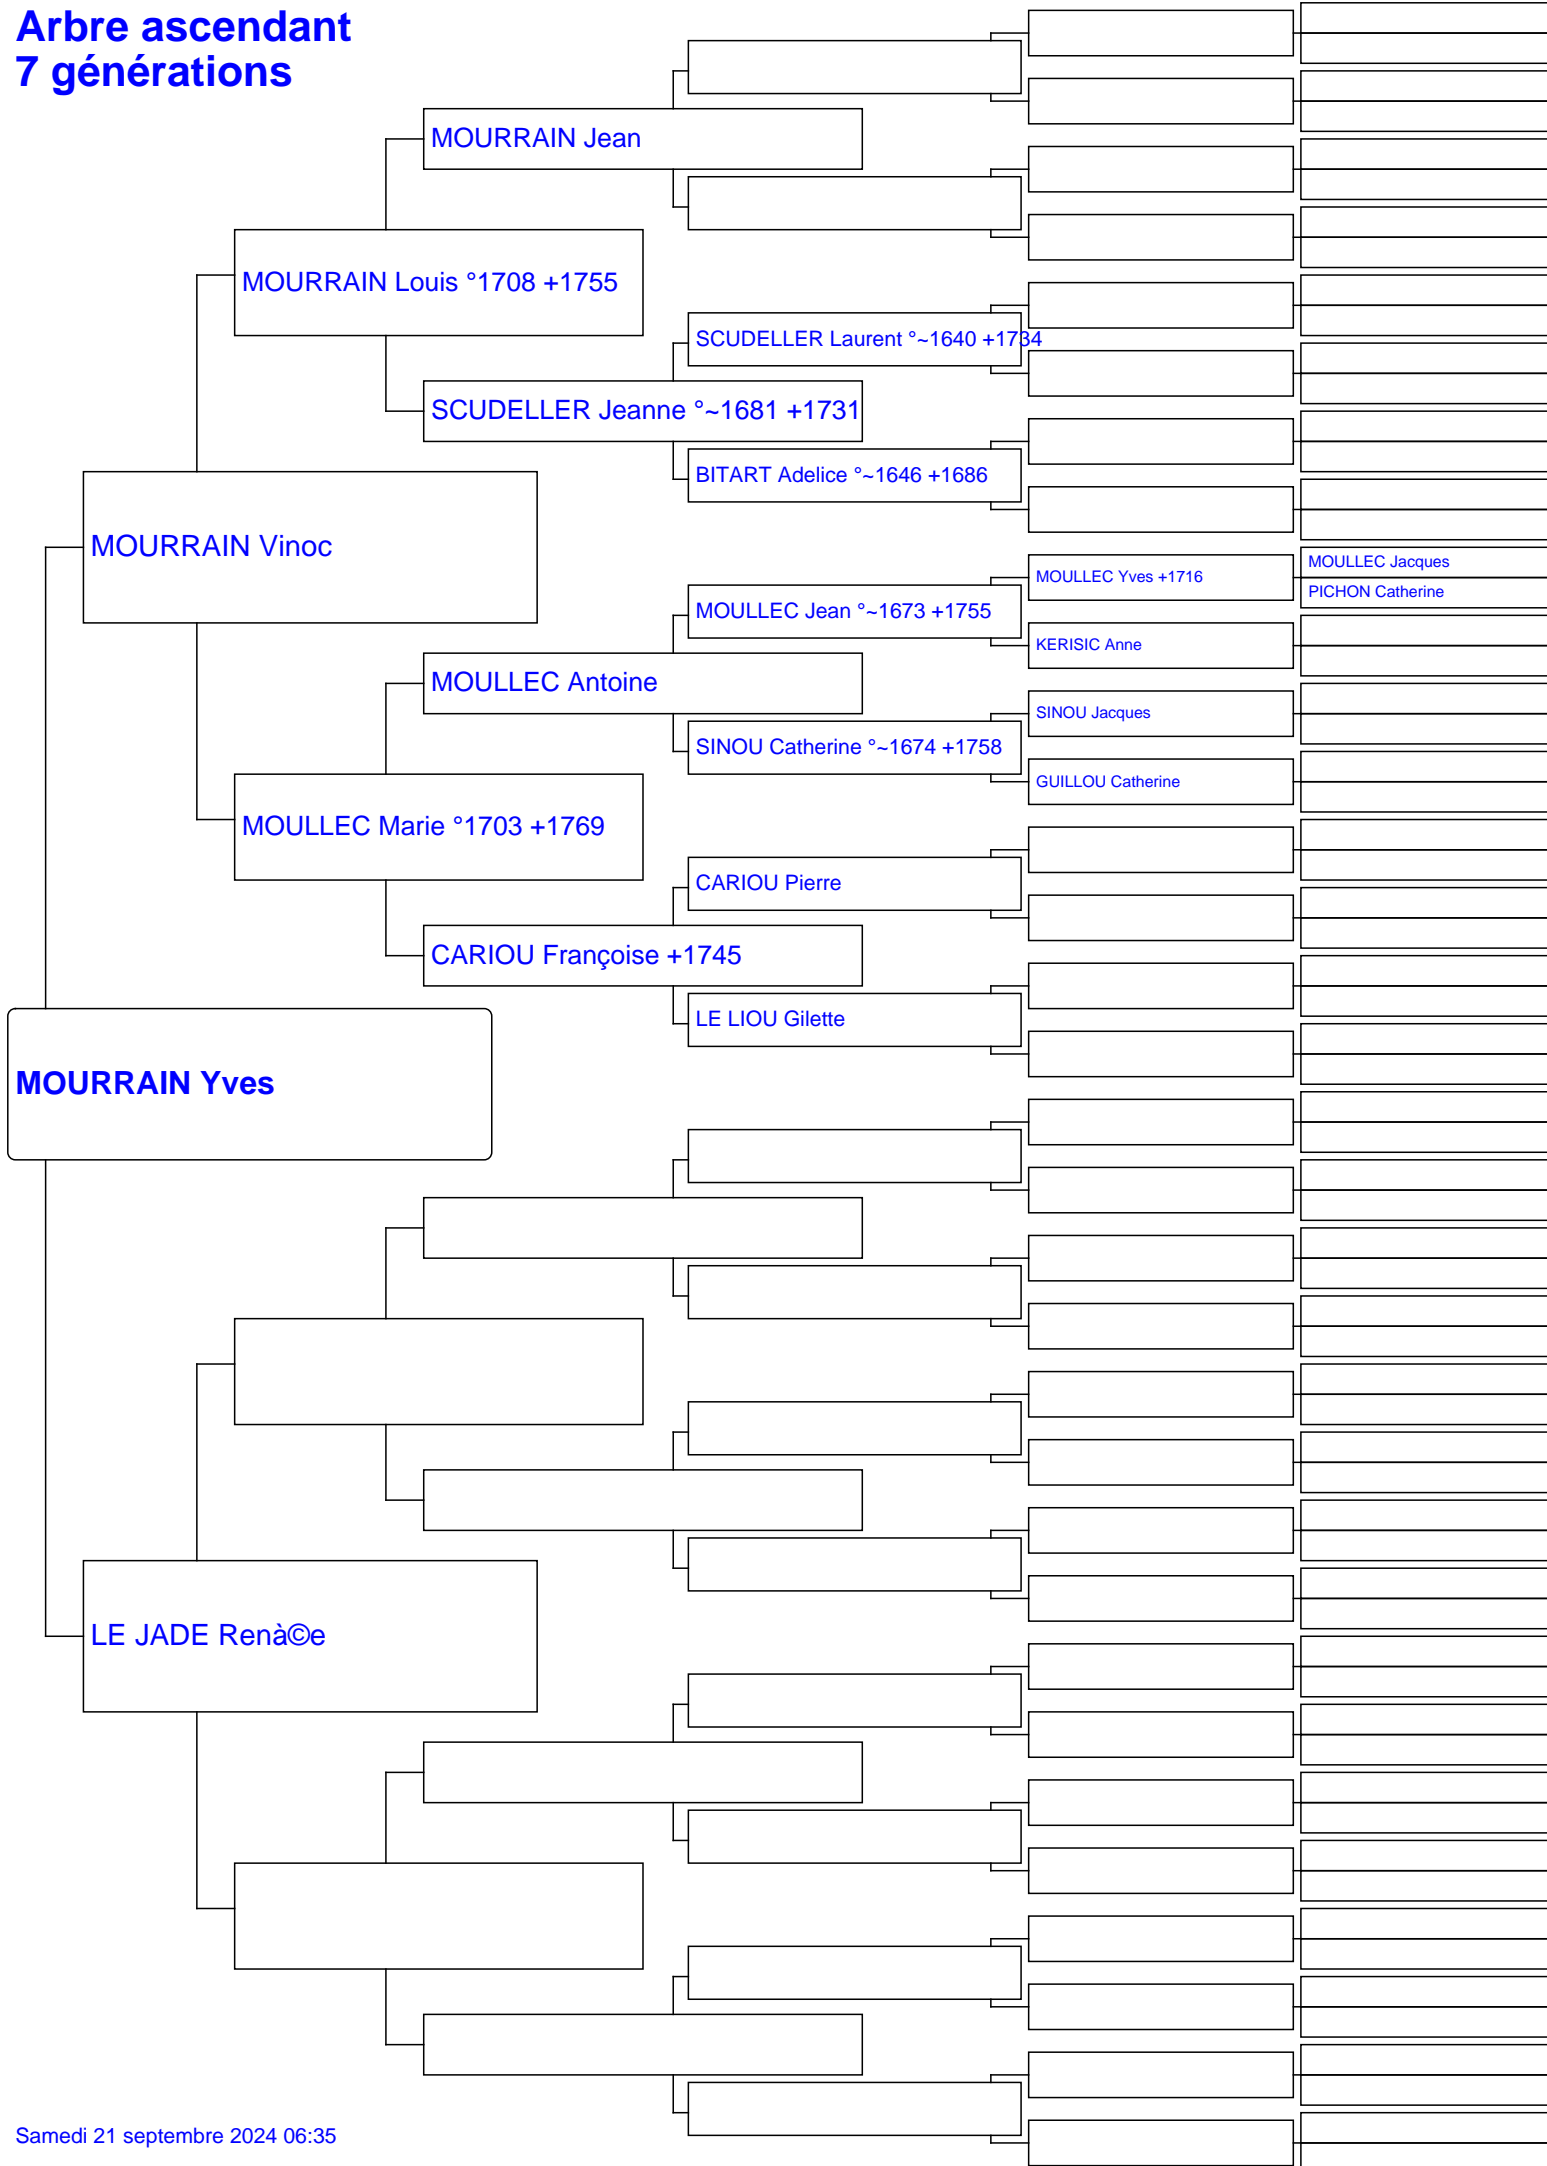 Arbre ascendant
7 générations
MOURRAIN Jean
MOURRAIN Louis °1708 +1755
SCUDELLER Laurent °~1640 +1734
SCUDELLER Jeanne °~1681 +1731
BITART Adelice °~1646 +1686
MOURRAIN Vinoc
MOULLEC Jacques
MOULLEC Yves +1716
PICHON Catherine
MOULLEC Jean °~1673 +1755
KERISIC Anne
MOULLEC Antoine
SINOU Jacques
SINOU Catherine °~1674 +1758
GUILLOU Catherine
MOULLEC Marie °1703 +1769
CARIOU Pierre
CARIOU Françoise +1745
LE LIOU Gilette
MOURRAIN Yves
LE JADE Renà©e
Samedi 21 septembre 2024 06:35